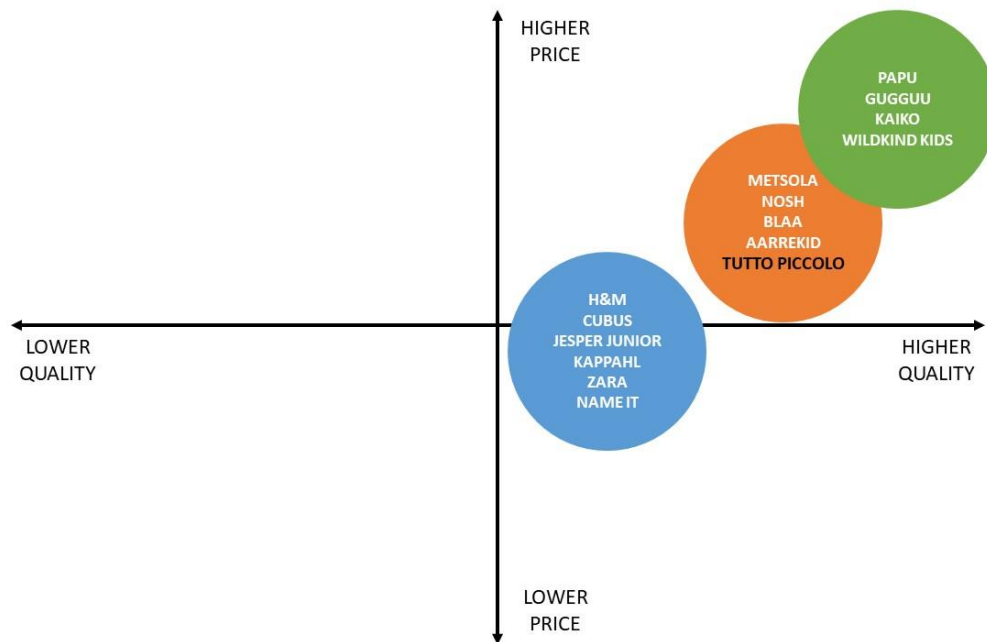 HIGHER
PRICE
PAPU
GUGGUU
KAIKO
WILDKIND KIDS
METSOLA
NOSH
BLAA
AARREKID
TUTTO PICCOLO
H&M
CUBUS
JESPER JUNIOR
KAPPAHL
ZARA
NAME IT
LOWER
QUALITY
HIGHER
QUALITY
LOWER
PRICE